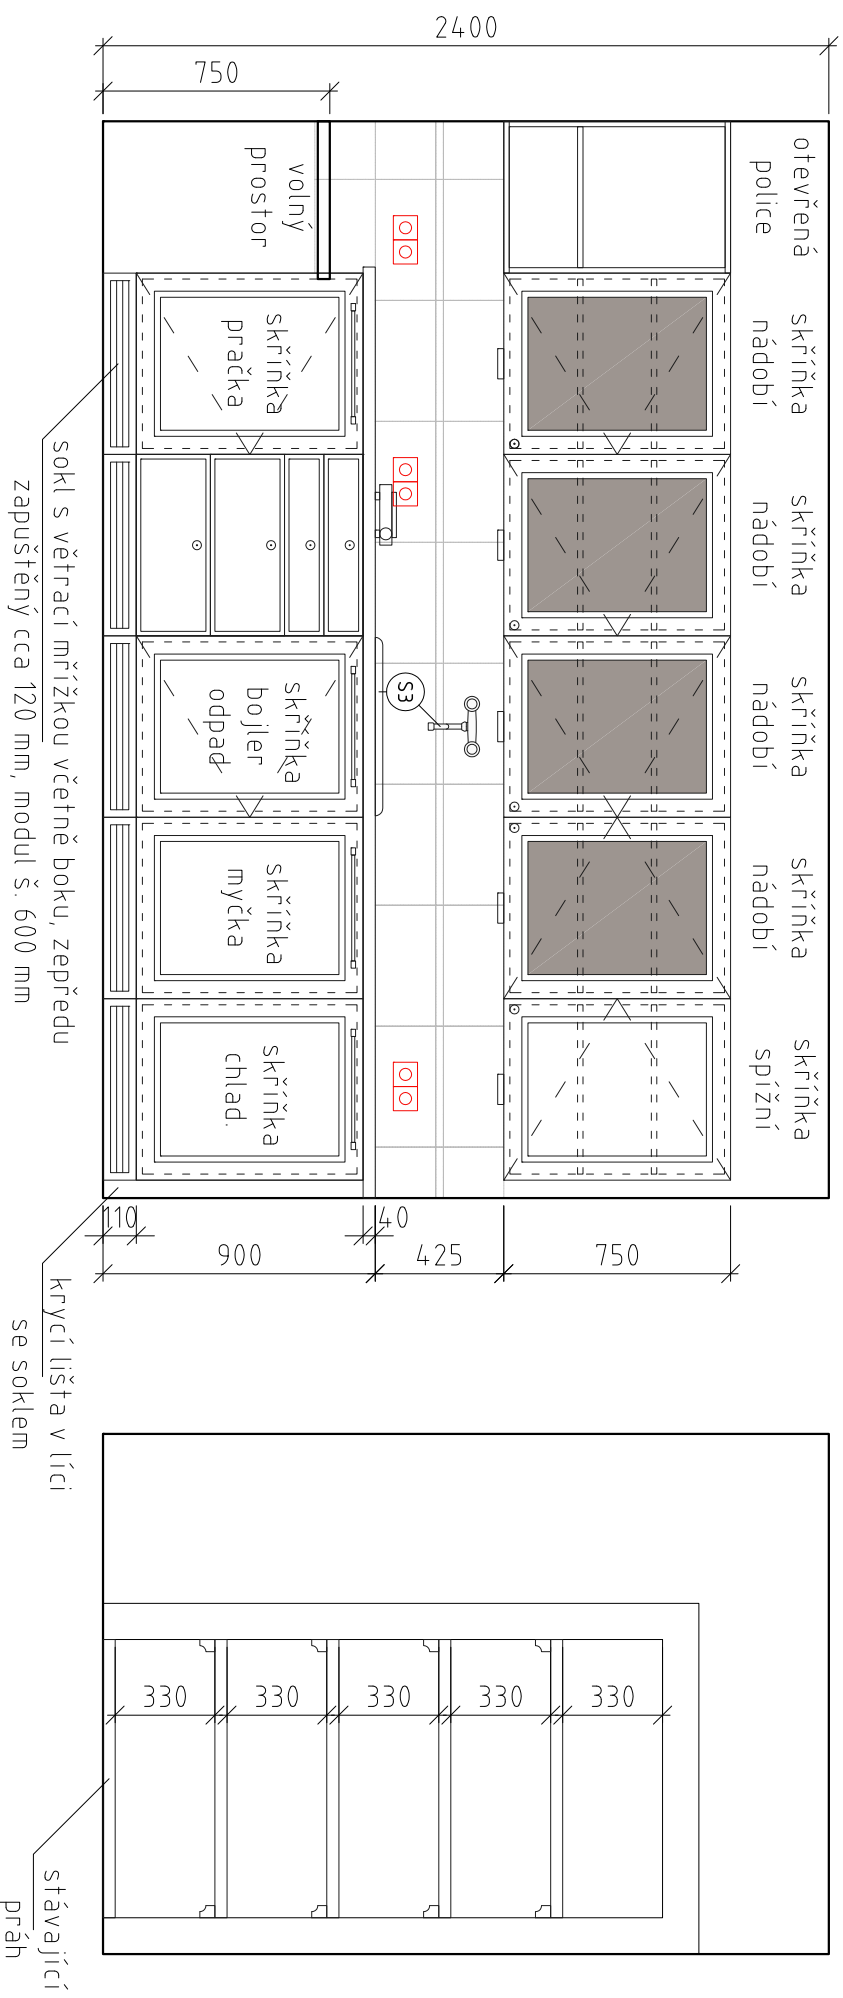 otevřená
police
skříňka
nádobí
skříňka
nádobí
skříňka
nádobí
skříňka
nádobí
skříňka
spížní
2400
750
volný
prostor
skříňka
pračka
skříňka
bojler
odpad
skříňka
myčka
skříňka
chlad.
S3
750
425
40
900
110
sokl s větrací mřížkou včetně boku, zepředu
zapuštěný cca 120 mm, modul š. 600 mm
krycí lišta v líci
se soklem
330
330
330
330
330
stávající
práh